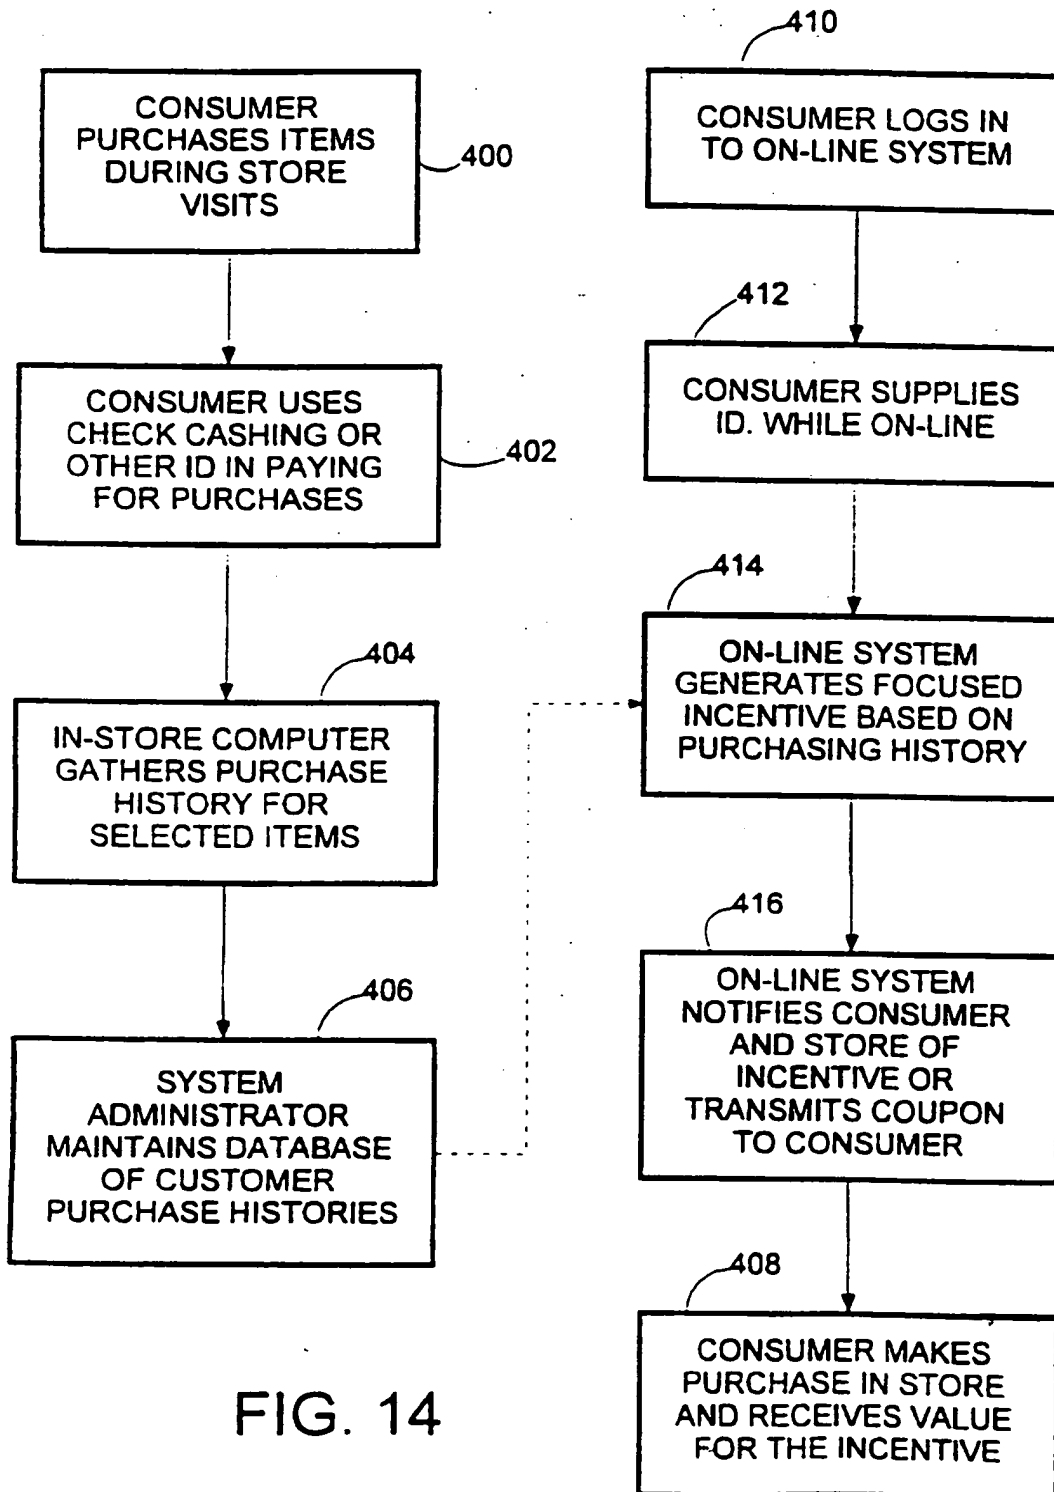 CONSUMER
PURCHASES ITEMS
DURING STORE
VISITS
400
CONSUMER USES
CHECK CASHING OR
OTHER ID IN PAYING
FOR PURCHASES
402
404
IN-STORE COMPUTER
GATHERS PURCHASE
HISTORY FOR
SELECTED ITEMS
406
SYSTEM
ADMINISTRATOR
MAINTAINS DATABASE
OF CUSTOMER
PURCHASE HISTORIES
410
CONSUMER LOGS IN
TO ON-LINE SYSTEM
412
CONSUMER SUPPLIES
ID. WHILE ON-LINE
414
ON-LINE SYSTEM
GENERATES FOCUSED
INCENTIVE BASED ON
PURCHASING HISTORY
416
ON-LINE SYSTEM
NOTIFIES CONSUMER
AND STORE OF
INCENTIVE OR
TRANSMITS COUPON
TO CONSUMER
408
CONSUMER MAKES
PURCHASE IN STORE
AND RECEIVES VALUE
FOR THE INCENTIVE
FIG. 14